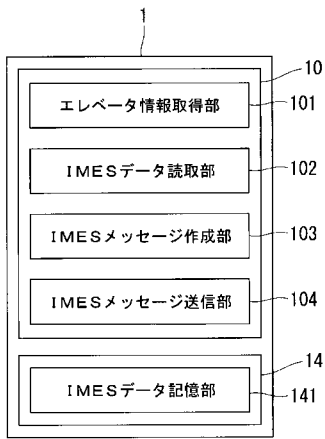 1
10
エレベータ情報取得部
101
IMESデータ読取部
102
IMESメッセージ作成部
103
IMESメッセージ送信部
104
14
IMESデータ記憶部
141